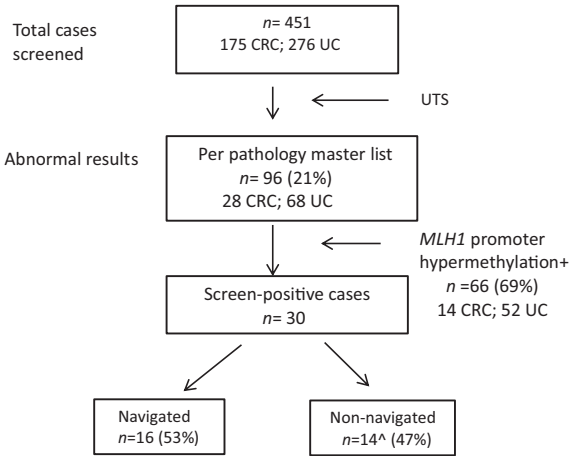 Total cases
screened
n= 451
175 CRC; 276 UC
UTS
Abnormal results
Per pathology master list
n= 96 (21%)
28 CRC; 68 UC
MLH1 promoter
hypermethylation+
n =66 (69%)
14 CRC; 52 UC
Screen-positive cases
n= 30
Navigated
n=16 (53%)
Non-navigated
n=14^ (47%)